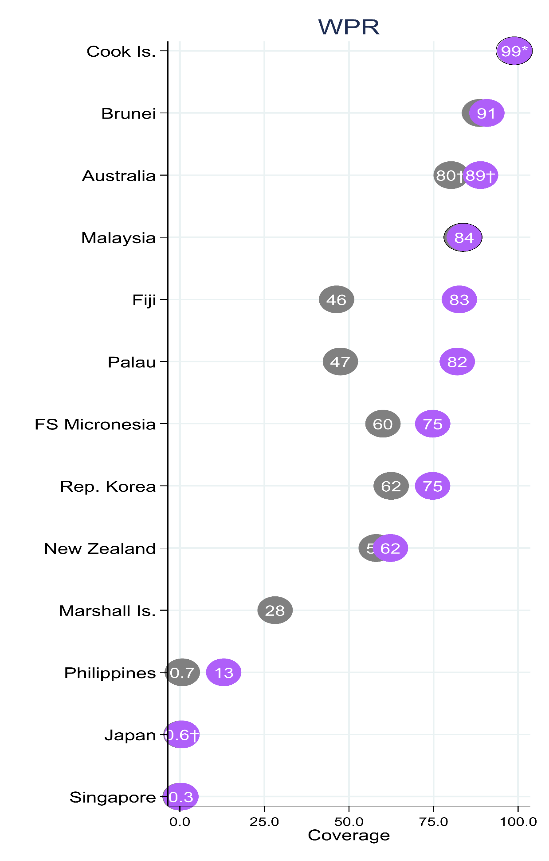 WPR
Cook Is. 99*
Brunei 91
Australia 80† 89†
Malaysia 84
Fiji 46 83
Palau 47 82
FS Micronesia 60 75
Rep. Korea 62 75
New Zealand 62
Marshall Is. 28
Philippines 0.7 13
Japan 0.6†
Singapore 0.3
0.0 25.0 50.0 75.0 100.0
Coverage